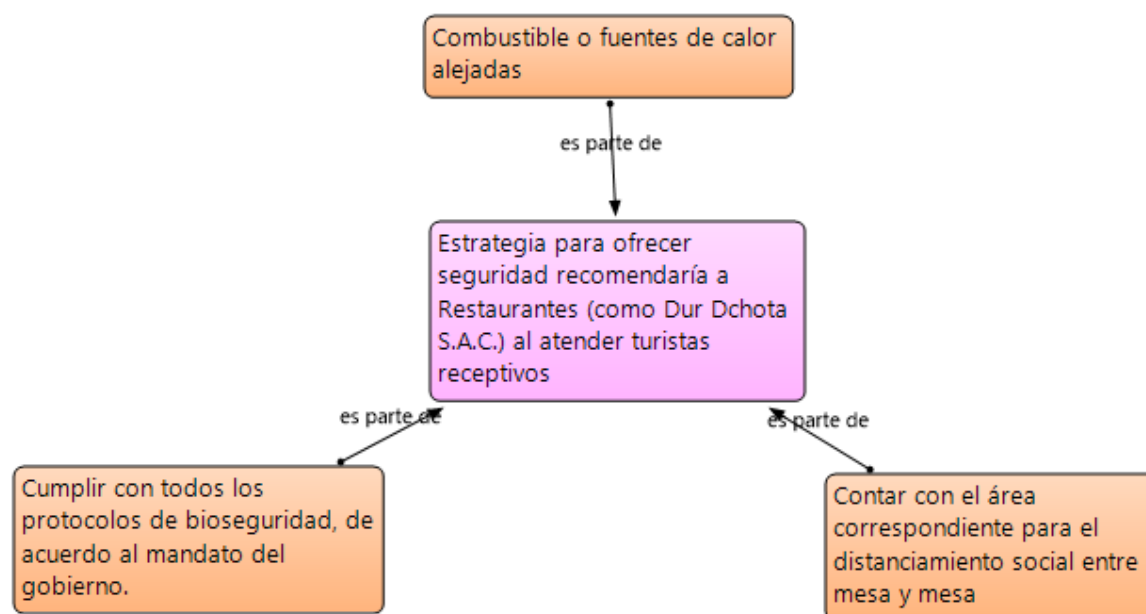 Combustible o fuentes de calor
alejadas
es parte de
Estrategia para ofrecer
seguridad recomendaría a
Restaurantes (como Dur Dchota
S.A.C.) al atender turistas
receptivos
es parte de
es parte de
Cumplir con todos los
protocolos de bioseguridad, de
acuerdo al mandato del
gobierno.
Contar con el área
correspondiente para el
distanciamiento social entre
mesa y mesa